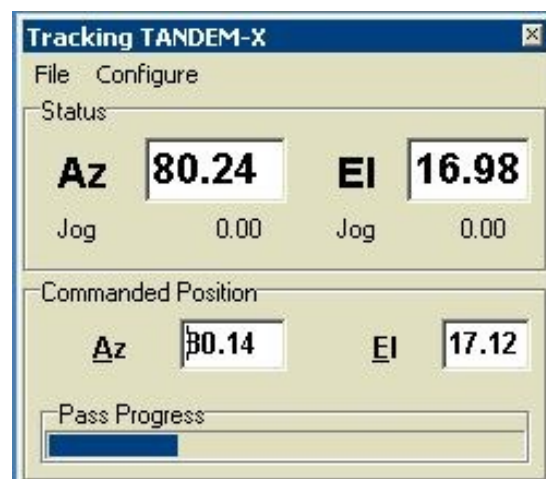 Tracking TANDEM-X
File Configure
Status
Az 80.24 El 16.98
Jog 0.00 Jog 0.00
Commanded Position
Az 80.14 El 17.12
Pass Progress